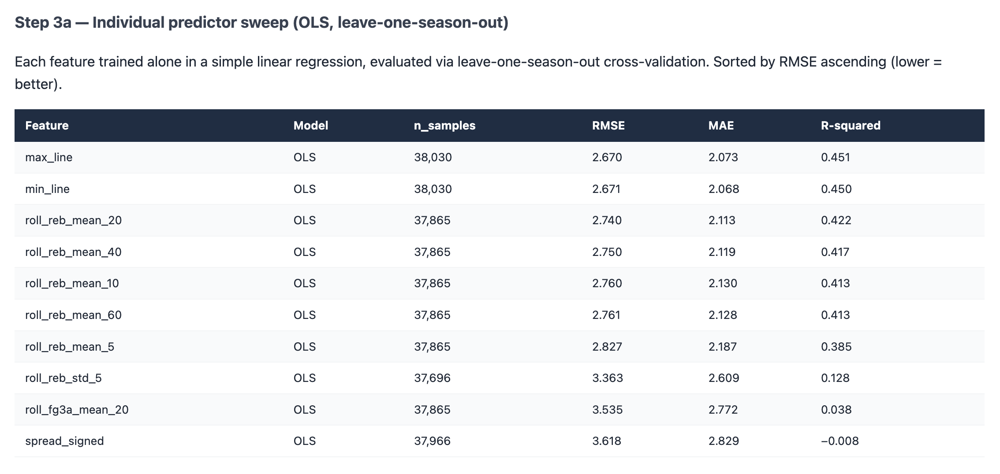 Step 3a — Individual predictor sweep (OLS, leave-one-season-out)
Each feature trained alone in a simple linear regression, evaluated via leave-one-season-out cross-validation. Sorted by RMSE ascending (lower =
better).
Feature Model n_samples RMSE MAE R-squared
max_line OLS 38,030 2.670 2.073 0.451
min_line OLS 38,030 2.671 2.068 0.450
roll_reb_mean_20 OLS 37,865 2.740 2.113 0.422
roll_reb_mean_40 OLS 37,865 2.750 2.119 0.417
roll_reb_mean_10 OLS 37,865 2.760 2.130 0.413
roll_reb_mean_60 OLS 37,865 2.761 2.128 0.413
roll_reb_mean_5 OLS 37,865 2.827 2.187 0.385
roll_reb_std_5 OLS 37,696 3.363 2.609 0.128
roll_fg3a_mean_20 OLS 37,865 3.535 2.772 0.038
spread_signed OLS 37,966 3.618 2.829 −0.008